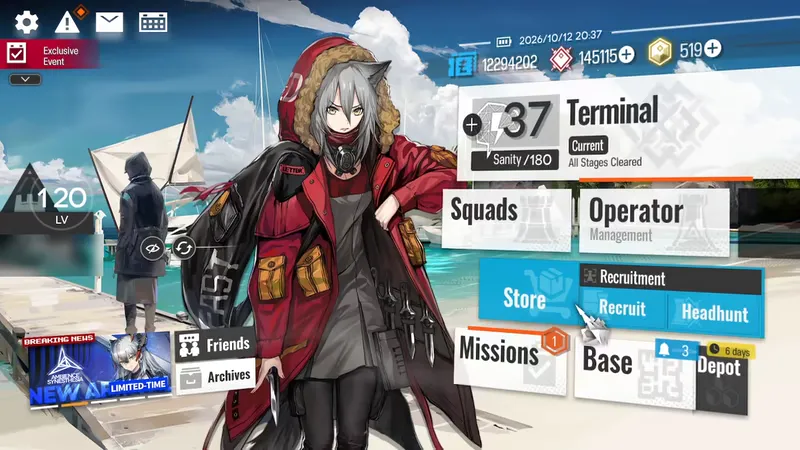 Exclusive
Event
2026/10/12 20:37
12294202
145115
519
37
Sanity /180
Terminal
Current
All Stages Cleared
120
LV
Squads
Operator
Management
Store
Recruitment
Recruit
Headhunt
Missions
1
Base
3
6 days
Depot
BREAKING NEWS
AMBIENCE
SYNESTHESIA
NEW A
LIMITED-TIME
Friends
Archives